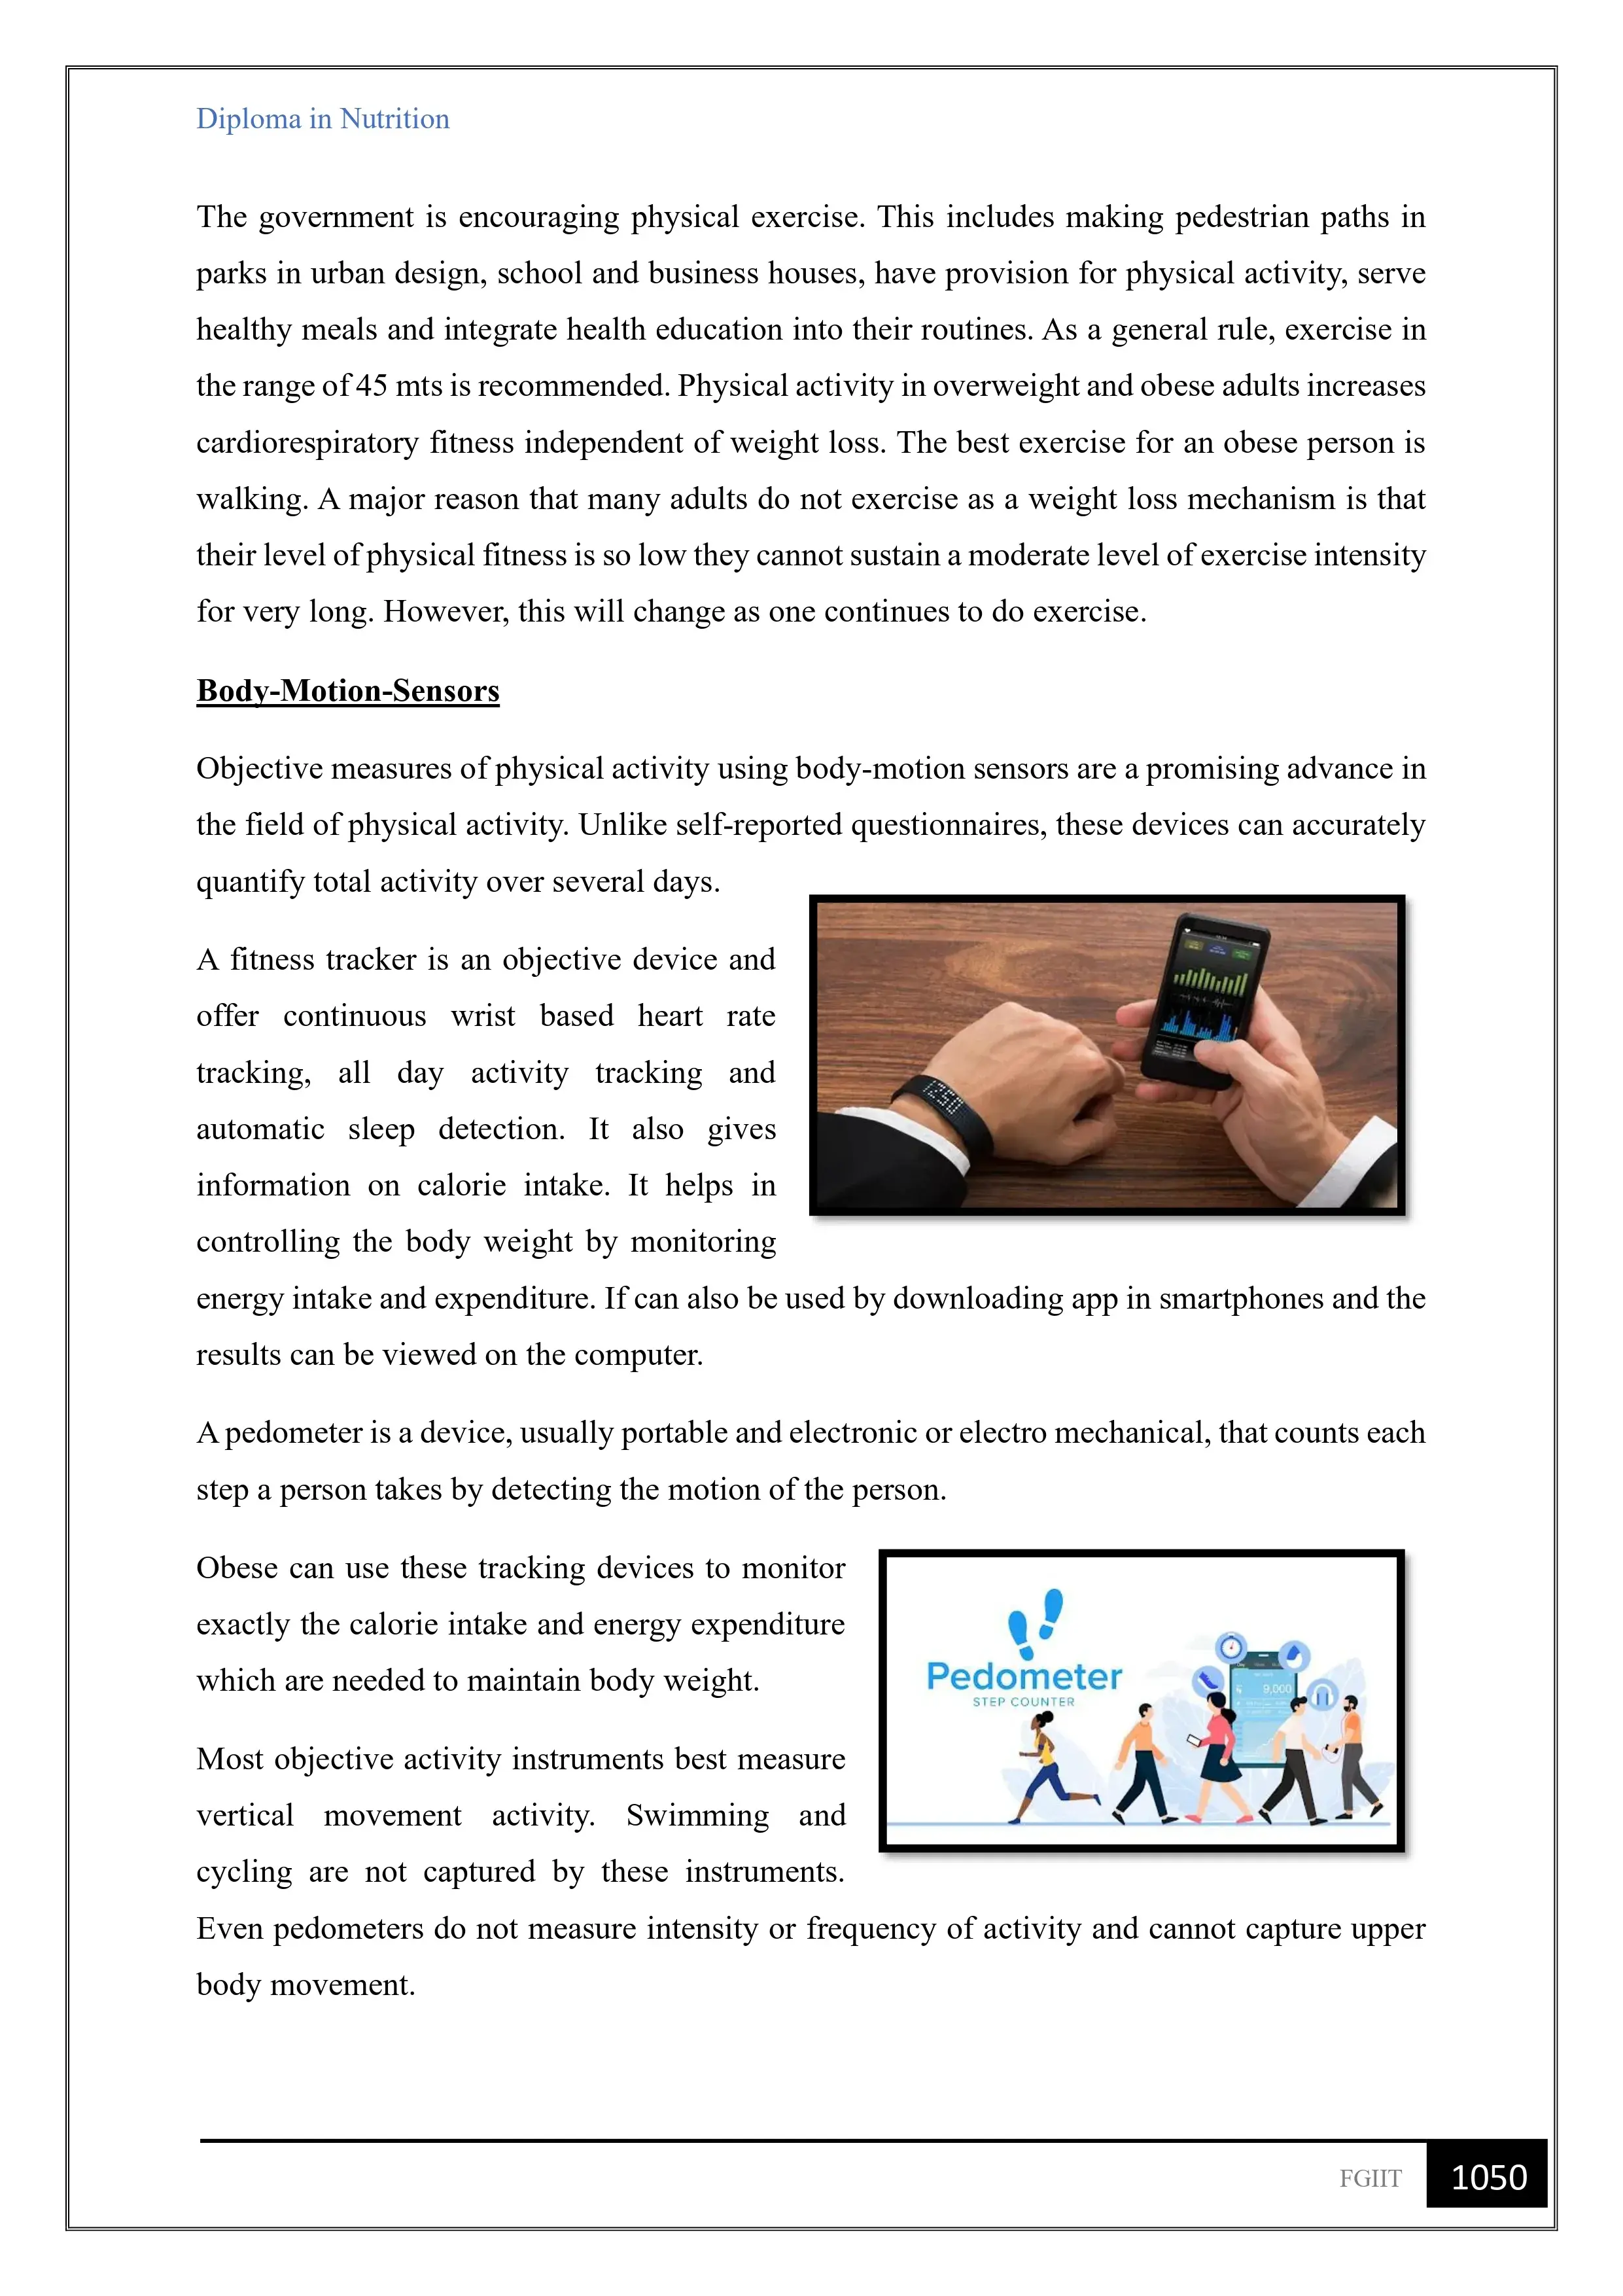 Diploma in Nutrition
The government is encouraging physical exercise. This includes making pedestrian paths in
parks in urban design, school and business houses, have provision for physical activity, serve
healthy meals and integrate health education into their routines. As a general rule, exercise in
the range of 45 mts is recommended. Physical activity in overweight and obese adults increases
cardiorespiratory fitness independent of weight loss. The best exercise for an obese person is
walking. A major reason that many adults do not exercise as a weight loss mechanism is that
their level of physical fitness is so low they cannot sustain a moderate level of exercise intensity
for very long. However, this will change as one continues to do exercise.
Body-Motion-Sensors
Objective measures of physical activity using body-motion sensors are a promising advance in
the field of physical activity. Unlike self-reported questionnaires, these devices can accurately
quantify total activity over several days.
A fitness tracker is an objective device and
offer continuous wrist based heart rate
tracking, all day activity tracking and
automatic sleep detection. It also gives
information on calorie intake. It helps in
controlling the body weight by monitoring
energy intake and expenditure. If can also be used by downloading app in smartphones and the
results can be viewed on the computer.
1250
A pedometer is a device, usually portable and electronic or electro mechanical, that counts each
step a person takes by detecting the motion of the person.
Obese can use these tracking devices to monitor
exactly the calorie intake and energy expenditure
which are needed to maintain body weight.
Most objective activity instruments best measure
vertical movement activity. Swimming and
cycling are not captured by these instruments.
Even pedometers do not measure intensity or frequency of activity and cannot capture upper
body movement.
Pedometer
STEP COUNTER
9,000
FGIIT
1050